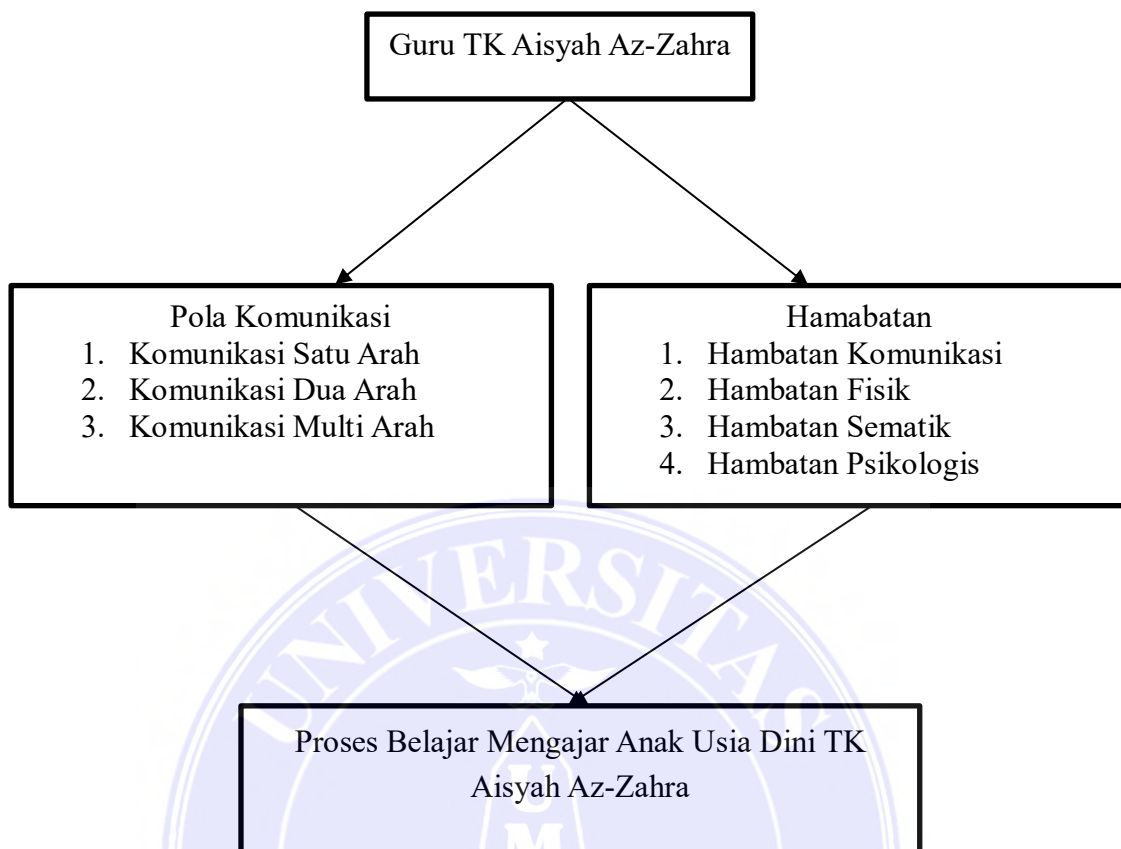 Guru TK Aisyah Az-Zahra
Pola Komunikasi
1. Komunikasi Satu Arah
2. Komunikasi Dua Arah
3. Komunikasi Multi Arah
Hamabatan
1. Hambatan Komunikasi
2. Hambatan Fisik
3. Hambatan Sematik
4. Hambatan Psikologis
UNIVERSITAS
Proses Belajar Mengajar Anak Usia Dini TK
Aisyah Az-Zahra
U
M